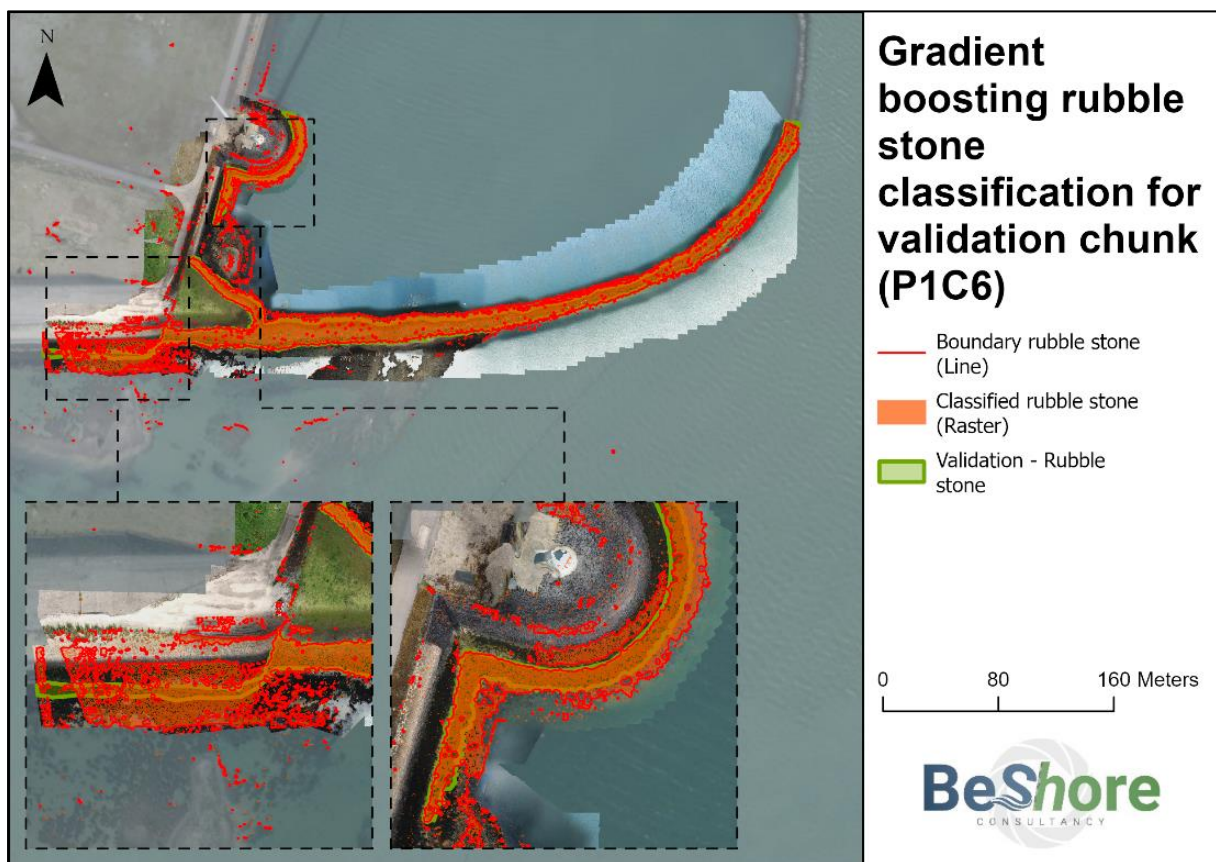 N
Gradient
boosting rubble
stone
classification for
validation chunk
(P1C6)
Boundary rubble stone
(Line)
Classified rubble stone
(Raster)
Validation - Rubble
stone
0 80 160 Meters
BeShore
CONSULTANCY